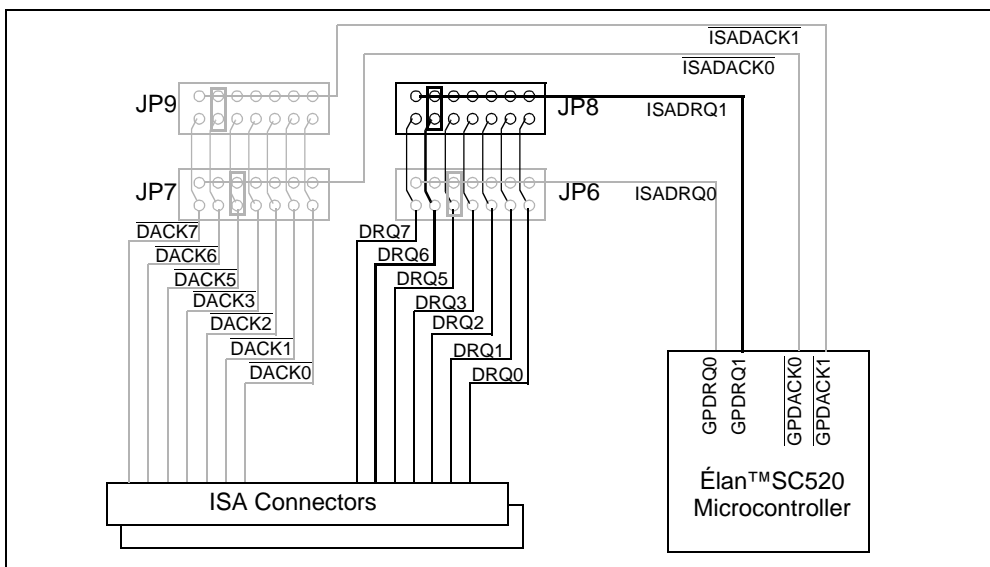 ISADACK1
ISADACK0
JP9
JP8
ISADRQ1
JP7
JP6
ISADRQ0
DACK7
DRQ7
DACK6
DRQ6
DACK5
DRQ5
DACK3
DRQ3
DACK2
DRQ2
DACK1
DRQ1
DACK0
DRQ0
GPDRQ0
GPDRQ1
GPDACK0
GPDACK1
ISA Connectors
Élan™SC520
Microcontroller